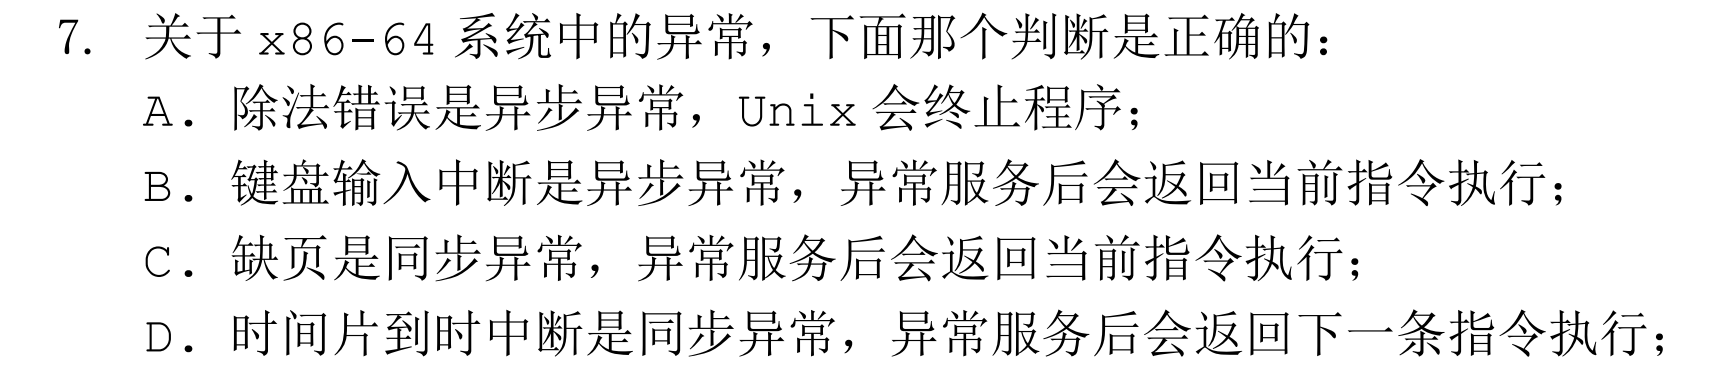 7. 关于 x86-64 系统中的异常，下面那个判断是正确的：
A. 除法错误是异步异常，Unix 会终止程序；
B. 键盘输入中断是异步异常，异常服务后会返回当前指令执行；
C. 缺页是同步异常，异常服务后会返回当前指令执行；
D. 时间片到时中断是同步异常，异常服务后会返回下一条指令执行；